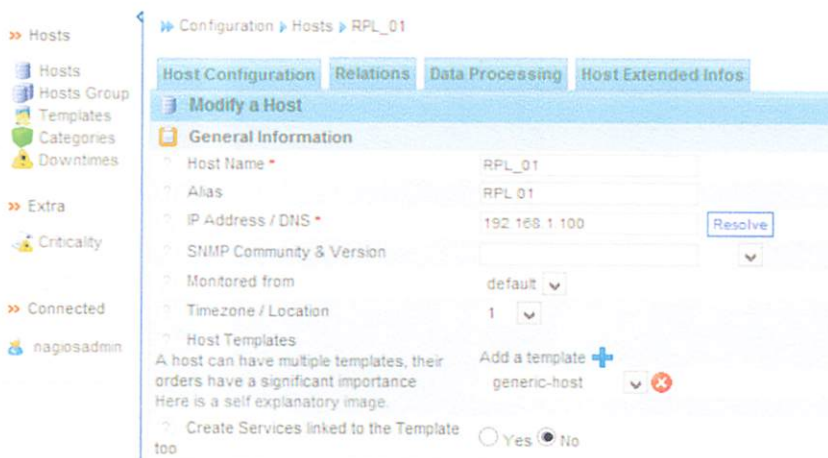 Hosts
Hosts
Hosts Group
Templates
Categories
Downtimes
Extra
Criticality
Connected
nagiosadmin
Configuration Hosts RPL_01
Host Configuration Relations Data Processing Host Extended Infos
Modify a Host
General Information
? Host Name * RPL_01
? Alias RPL 01
? IP Address / DNS * 192.168.1.100 Resolve
? SNMP Community & Version
? Monitored from default
? Timezone / Location 1
? Host Templates
A host can have multiple templates, their Add a template
orders have a significant importance generic-host
Here is a self explanatory image.
? Create Services linked to the Template Yes No
too